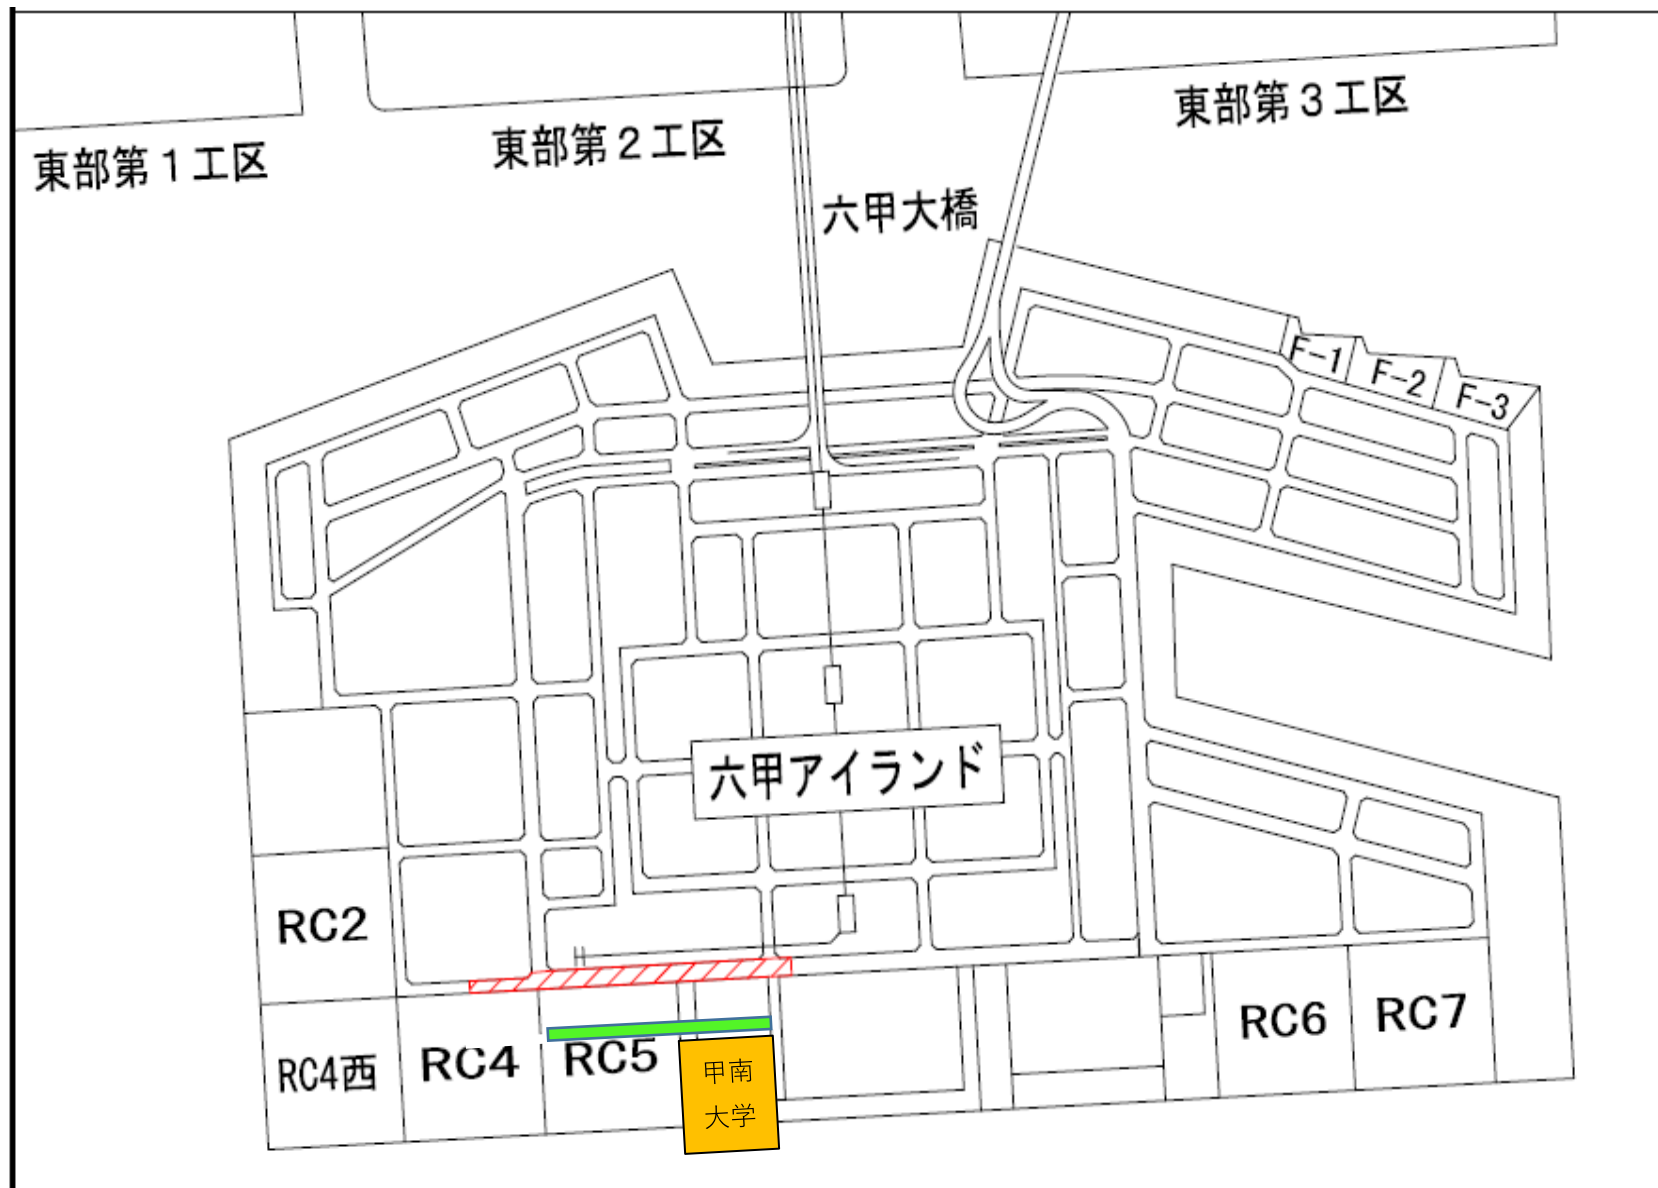 東部第1工区
東部第2工区
東部第3工区
六甲大橋
F-1
F-2
F-3
六甲アイランド
RC2
RC4西
RC4
RC5
甲南
大学
RC6
RC7